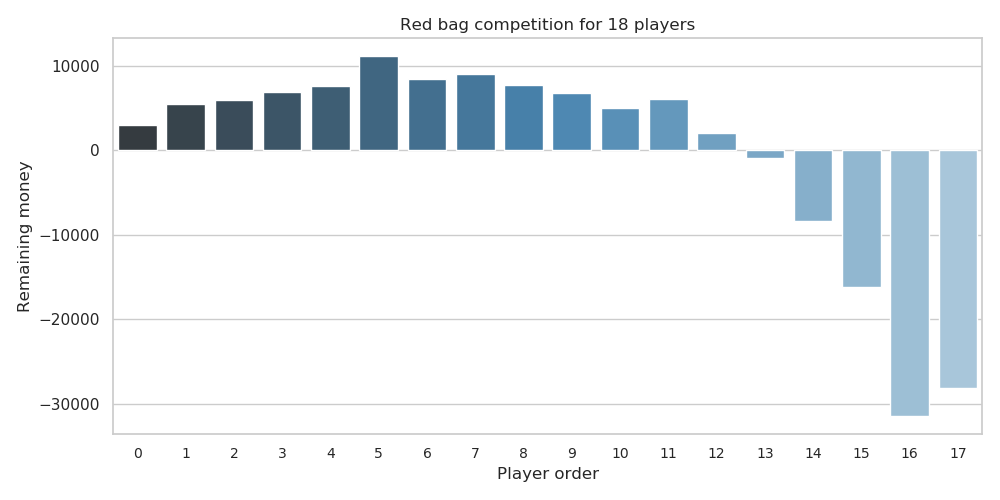 Red bag competition for 18 players
10000
0
−10000
−20000
−30000
Remaining money
0 1 2 3 4 5 6 7 8 9 10 11 12 13 14 15 16 17
Player order